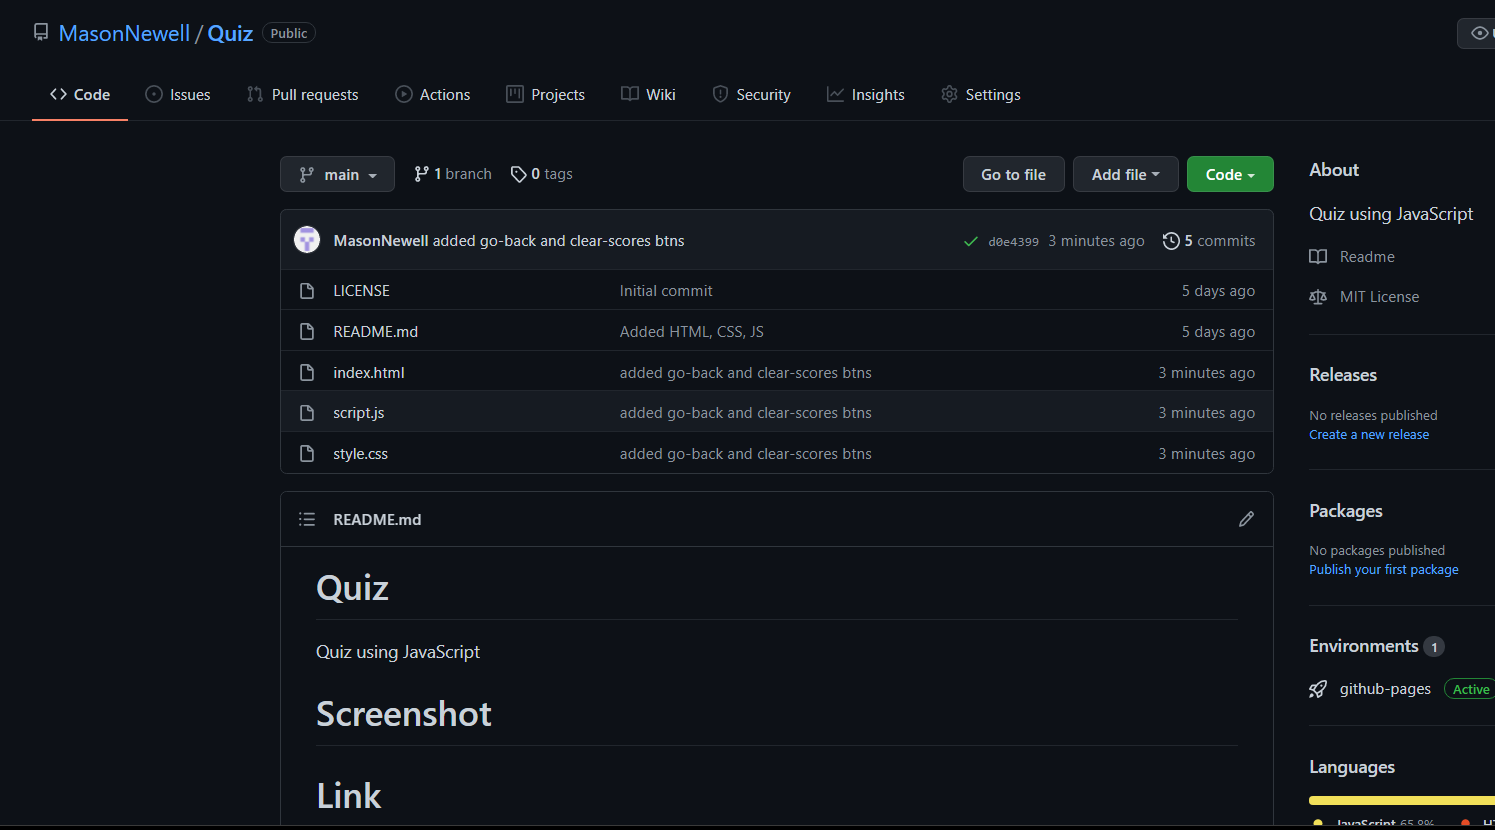 MasonNewell / Quiz Public
Code Issues Pull requests Actions Projects Wiki Security Insights Settings
main 1 branch 0 tags Go to file Add file Code
MasonNewell added go-back and clear-scores btns d0e4399 3 minutes ago 5 commits
LICENSE Initial commit 5 days ago
README.md Added HTML, CSS, JS 5 days ago
index.html added go-back and clear-scores btns 3 minutes ago
script.js added go-back and clear-scores btns 3 minutes ago
style.css added go-back and clear-scores btns 3 minutes ago
README.md
Quiz
Quiz using JavaScript
Screenshot
Link
About
Quiz using JavaScript
Readme
MIT License
Releases
No releases published
Create a new release
Packages
No packages published
Publish your first package
Environments 1
github-pages Active
Languages
JavaScript 65.8%